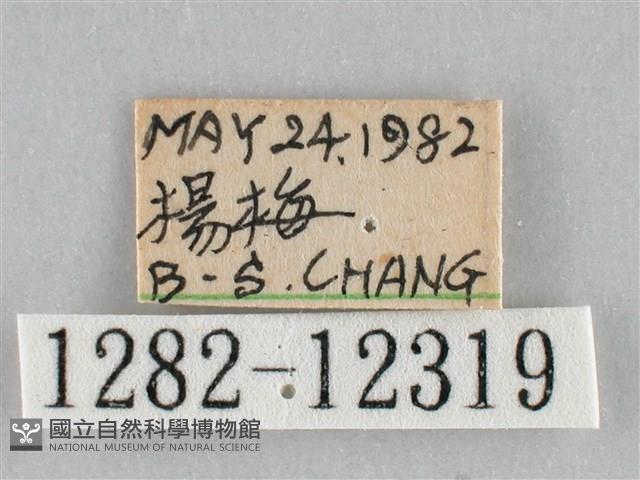 MAY 24.1982
楊梅
B-S.CHANG
1282-12319
國立自然科學博物館
NATIONAL MUSEUM OF NATURAL SCIENCE